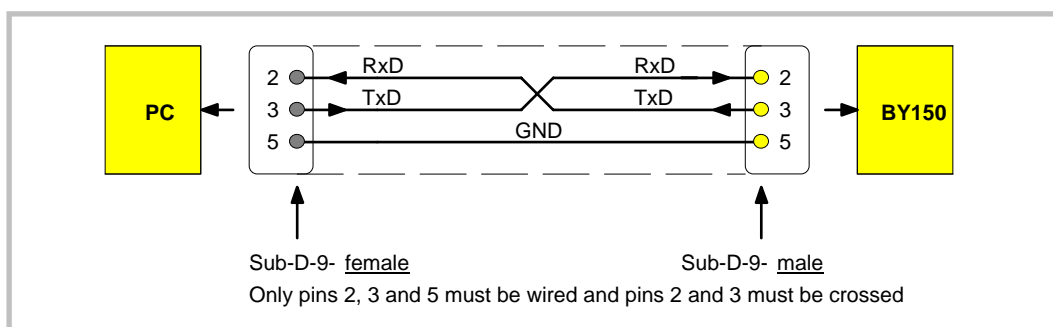 2 RxD RxD 2
PC 3 TxD TxD 3 BY150
5 GND 5
Sub-D-9- female Sub-D-9- male
Only pins 2, 3 and 5 must be wired and pins 2 and 3 must be crossed